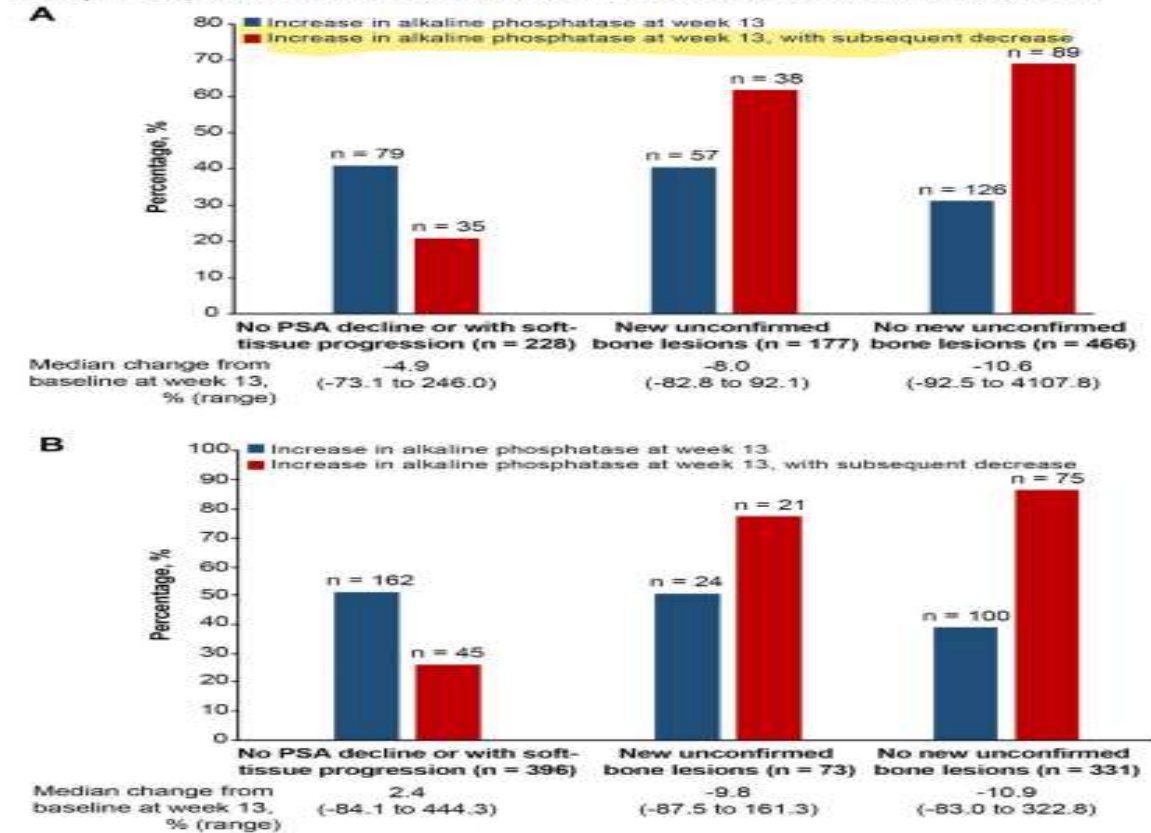 A
80
Increase in alkaline phosphatase at week 13
Increase in alkaline phosphatase at week 13, with subsequent decrease
70
60
50
40
30
20
10
0
Percentage, %
n = 79
n = 35
n = 57
n = 38
n = 126
n = 89
No PSA decline or with soft-
tissue progression (n = 228)
New unconfirmed
bone lesions (n = 177)
No new unconfirmed
bone lesions (n = 466)
Median change from
baseline at week 13,
% (range)
-4.9
(-73.1 to 246.0)
-8.0
(-82.8 to 92.1)
-10.6
(-92.5 to 4107.8)
B
100
Increase in alkaline phosphatase at week 13
Increase in alkaline phosphatase at week 13, with subsequent decrease
90
80
70
60
50
40
30
20
10
0
Percentage, %
n = 162
n = 45
n = 24
n = 21
n = 100
n = 75
No PSA decline or with soft-
tissue progression (n = 396)
New unconfirmed
bone lesions (n = 73)
No new unconfirmed
bone lesions (n = 331)
Median change from
baseline at week 13,
% (range)
2.4
(-84.1 to 444.3)
-9.8
(-87.5 to 161.3)
-10.9
(-83.0 to 322.8)